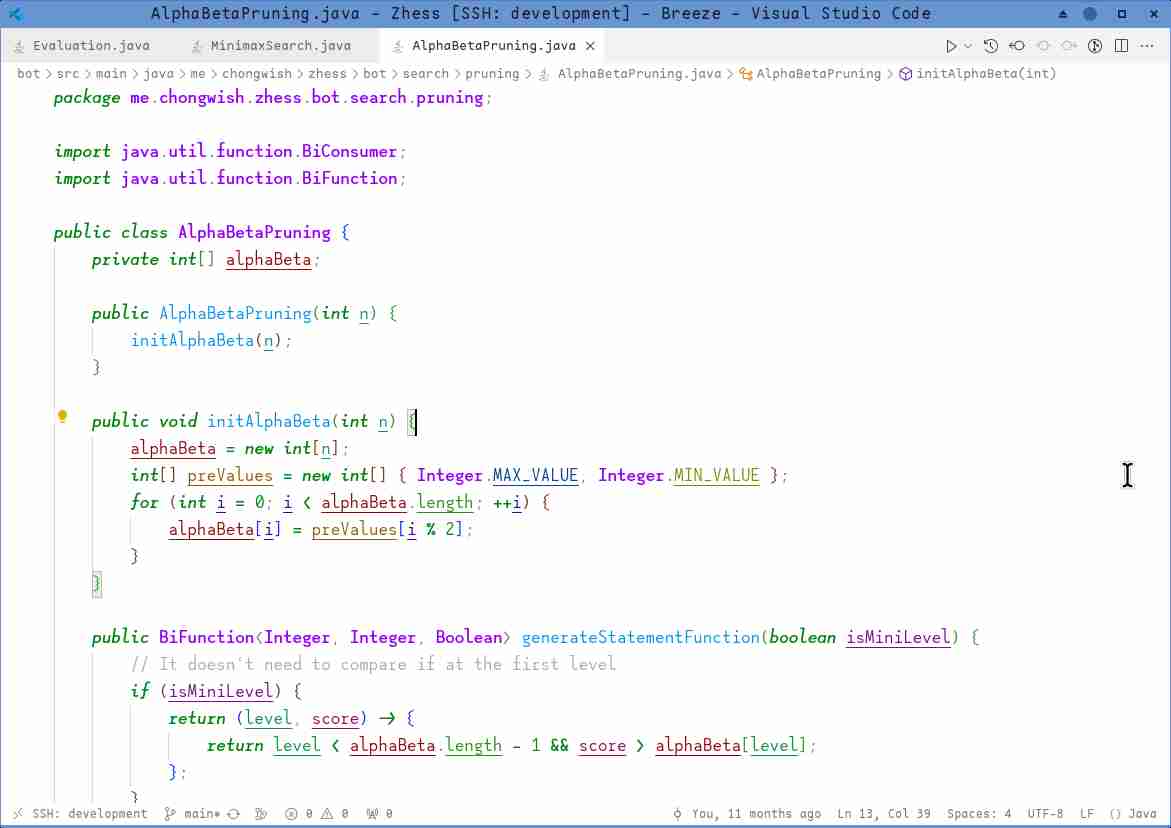 AlphaBetaPruning.java - Zhess [SSH: development] - Breeze - Visual Studio Code
Evaluation.java MinimaxSearch.java AlphaBetaPruning.java
bot > src > main > java > me > chongwish > zhess > bot > search > pruning > AlphaBetaPruning.java > AlphaBetaPruning > initAlphaBeta(int)
package me.chongwish.zhess.bot.search.pruning;
import java.util.function.BiConsumer;
import java.util.function.BiFunction;
public class AlphaBetaPruning {
private int[] alphaBeta;
public AlphaBetaPruning(int n) {
initAlphaBeta(n);
}
public void initAlphaBeta(int n) {
alphaBeta = new int[n];
int[] preValues = new int[] { Integer.MAX_VALUE, Integer.MIN_VALUE };
for (int i = 0; i < alphaBeta.length; ++i) {
alphaBeta[i] = preValues[i % 2];
}
}
public BiFunction<Integer, Integer, Boolean> generateStatementFunction(boolean isMiniLevel) {
// It doesn't need to compare if at the first level
if (isMiniLevel) {
return (level, score) -> {
return level < alphaBeta.length - 1 && score > alphaBeta[level];
};
}
SSH: development main* 0 0 0 You, 11 months ago Ln 13, Col 39 Spaces: 4 UTF-8 LF () Java